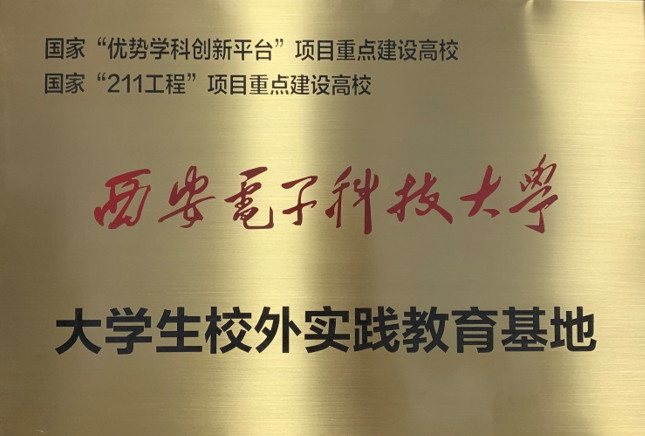 国家“优势学科创新平台”项目重点建设高校
国家“211工程”项目重点建设高校
西安電子科技大學
大学生校外实践教育基地